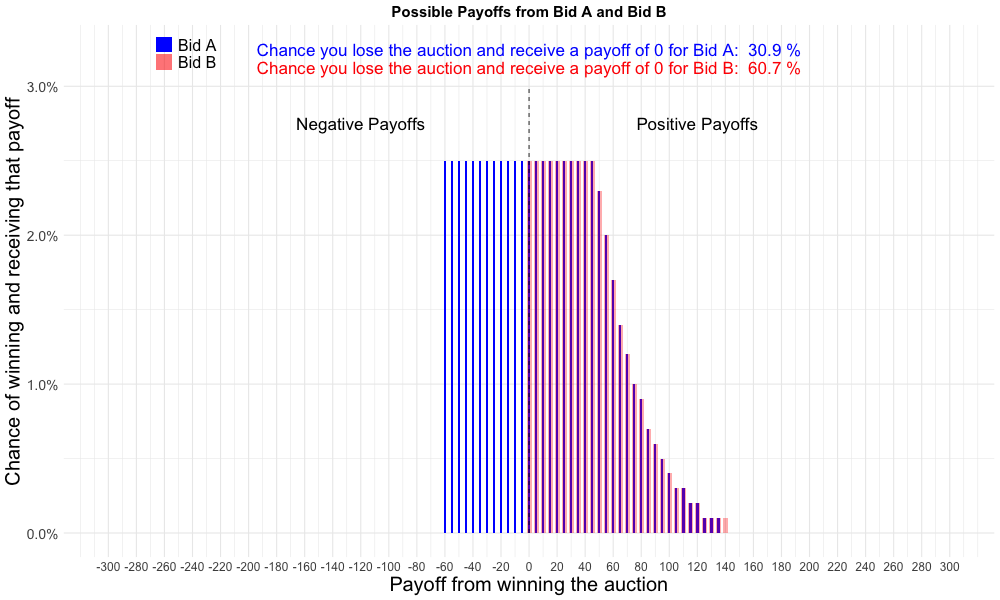 Possible Payoffs from Bid A and Bid B
Bid A
Bid B
Chance you lose the auction and receive a payoff of 0 for Bid A: 30.9 %
Chance you lose the auction and receive a payoff of 0 for Bid B: 60.7 %
Negative Payoffs
Positive Payoffs
Chance of winning and receiving that payoff
3.0%
2.0%
1.0%
0.0%
-300 -280 -260 -240 -220 -200 -180 -160 -140 -120 -100 -80 -60 -40 -20 0 20 40 60 80 100 120 140 160 180 200 220 240 260 280 300
Payoff from winning the auction